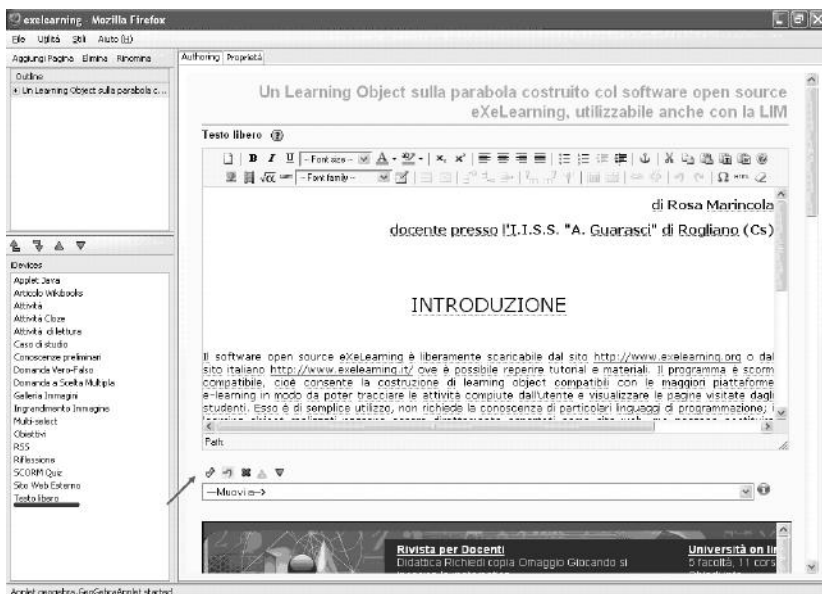 exelearning - Mozilla Firefox
File Utilità Stili Aiuto (H)
Aggiungi Pagina Elimina Rinomina
Outline
Un Learning Object sulla parabola c...
iDevices
Applet Java
Articolo Wikibooks
Attività
Attività Cloze
Attività di lettura
Caso di studio
Conoscenze preliminari
Domanda Vero-Falso
Domanda a Scelta Multipla
Galleria Immagini
Ingrandimento Immagine
Multi-select
Obiettivi
RSS
Riflessione
SCORM Quiz
Sito Web Esterno
Testo libero
Authoring Proprietà
Un Learning Object sulla parabola costruito col software open source
eXeLearning, utilizzabile anche con la LIM
Testo libero
B I U -- Font size --
-- Font family -- HTML
di Rosa Marincola
docente presso l'I.I.S.S. "A. Guarasci" di Rogliano (Cs)
INTRODUZIONE
Il software open source eXeLearning è liberamente scaricabile dal sito http://www.exelearning.org o dal
sito italiano http://www.exelearning.it/ ove è possibile reperire tutorial e materiali. Il programma è scorm
compatibile, cioè consente la costruzione di learning object compatibili con le maggiori piattaforme
e-learning in modo da poter tracciare le attività compiute dall'utente e visualizzare le pagine visitate dagli
studenti. Esso è di semplice utilizzo, non richiede la conoscenza di particolari linguaggi di programmazione; i
Path:
---Muovi a-->
Rivista per Docenti
Didattica Richiedi copia Omaggio Giocando si
Università on lin
5 facoltà, 11 cors
Applet geogebra.GeoGebraApplet started